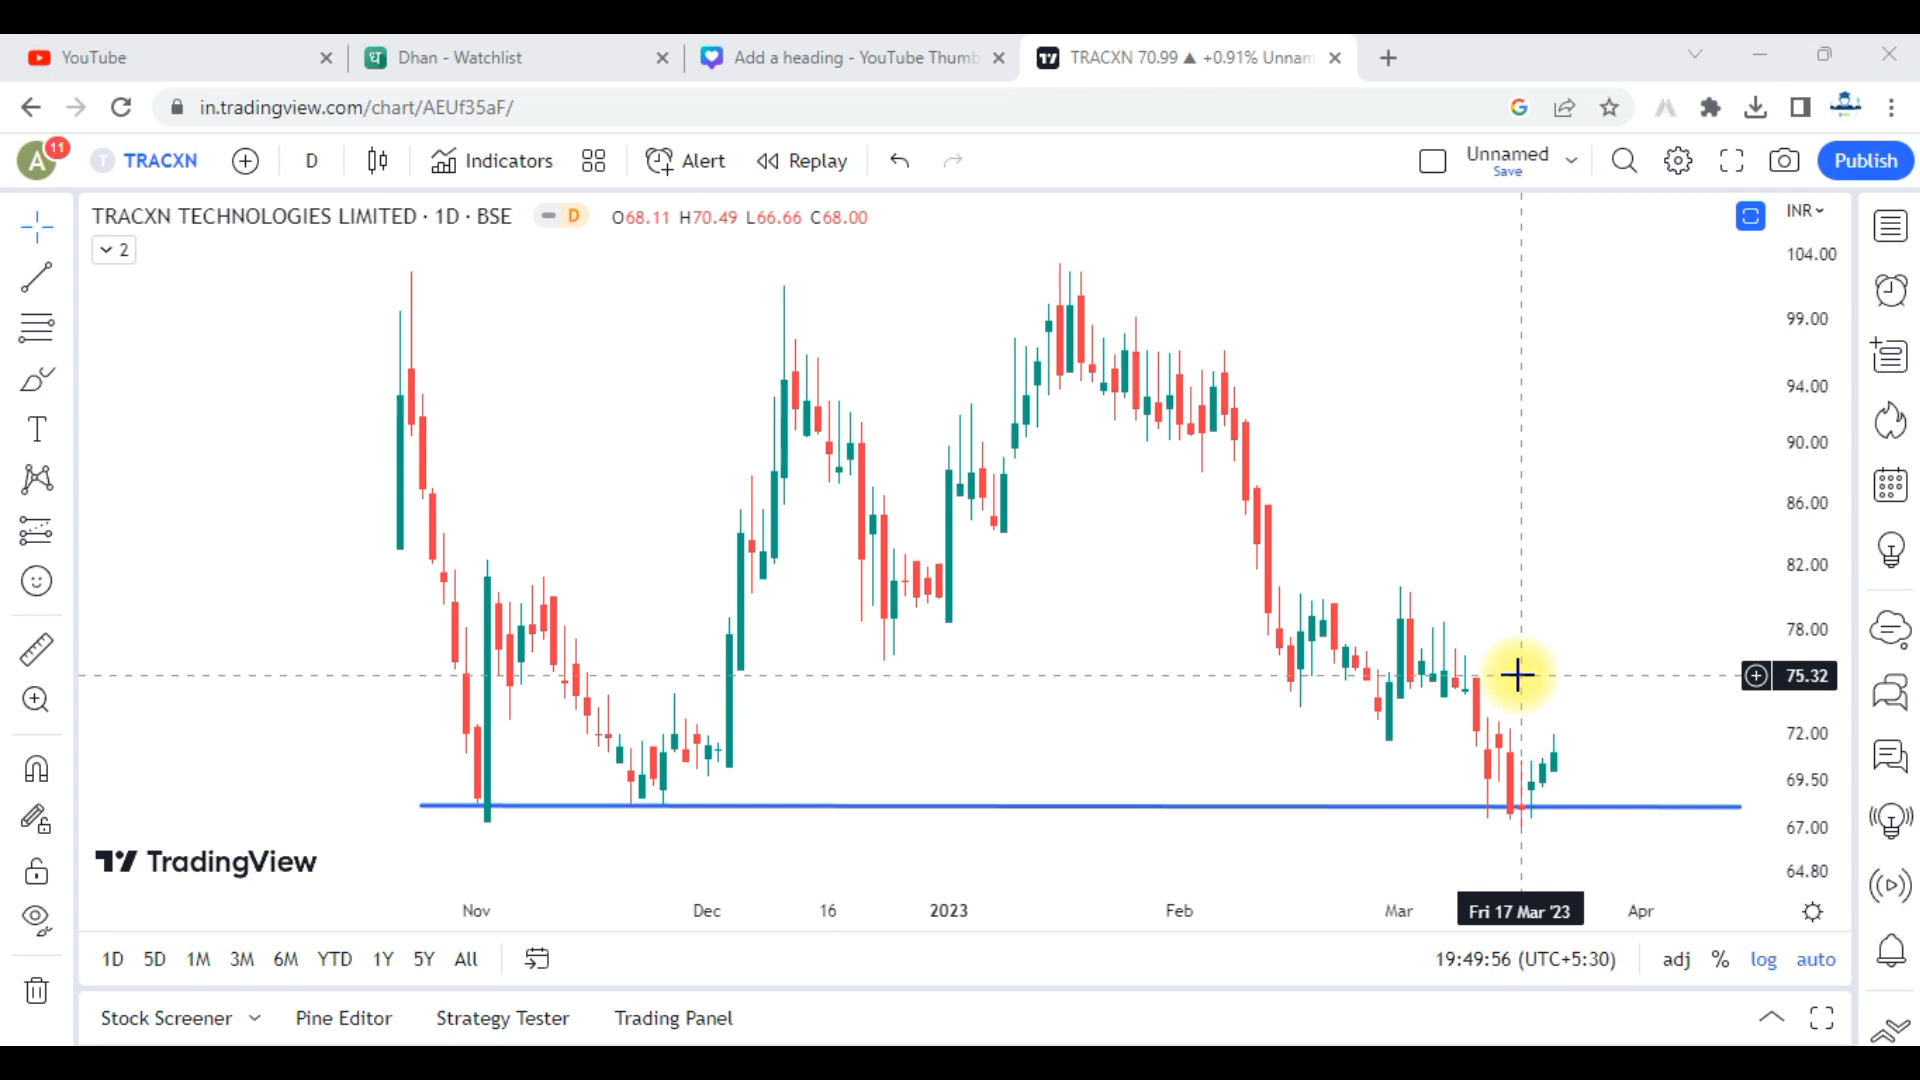 YouTube
Dhan - Watchlist
Add a heading - YouTube Thumb
TRACXN 70.99 ▲ +0.91% Unnam
in.tradingview.com/chart/AEUf35aF/
A 11
T TRACXN
D
Indicators
Alert
Replay
Unnamed
Save
Publish
TRACXN TECHNOLOGIES LIMITED · 1D · BSE
D
O68.11 H70.49 L66.66 C68.00
INR
2
104.00
99.00
94.00
90.00
86.00
82.00
78.00
75.32
72.00
69.50
67.00
64.80
TradingView
Nov Dec 16 2023 Feb Mar Fri 17 Mar '23 Apr
1D 5D 1M 3M 6M YTD 1Y 5Y All
19:49:56 (UTC+5:30) adj % log auto
Stock Screener Pine Editor Strategy Tester Trading Panel